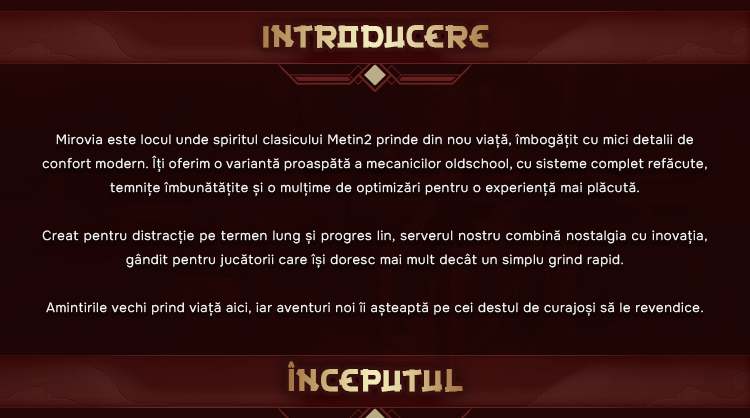 INTRODUCERE
Mirovia este locul unde spiritul clasicului Metin2 prinde din nou viață, îmbogățit cu mici detalii de
confort modern. Îți oferim o variantă proaspătă a mecanicilor oldschool, cu sisteme complet refăcute,
temnițe îmbunătățite și o mulțime de optimizări pentru o experiență mai plăcută.
Creat pentru distracție pe termen lung și progres lin, serverul nostru combină nostalgia cu inovația,
gândit pentru jucătorii care își doresc mai mult decât un simplu grind rapid.
Amintirile vechi prind viață aici, iar aventuri noi îi așteaptă pe cei destul de curajoși să le revendice.
ÎNCEPUTUL